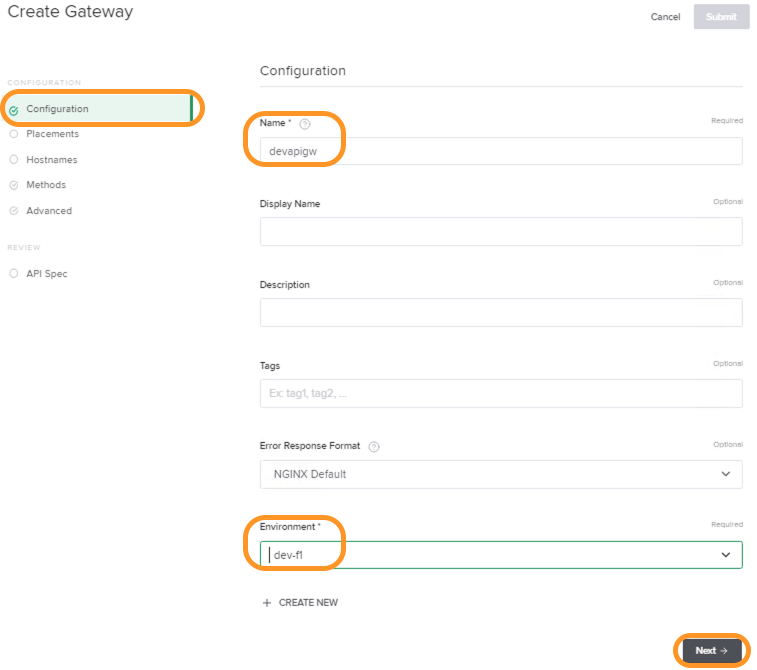 Create Gateway
Cancel
Submit
CONFIGURATION
Configuration
Placements
Hostnames
Methods
Advanced
REVIEW
API Spec
Configuration
Name *
Required
devapigw
Display Name
Optional
Description
Optional
Tags
Optional
Ex: tag1, tag2, ...
Error Response Format
Optional
NGINX Default
Environment *
Required
dev-f1
+ CREATE NEW
Next →